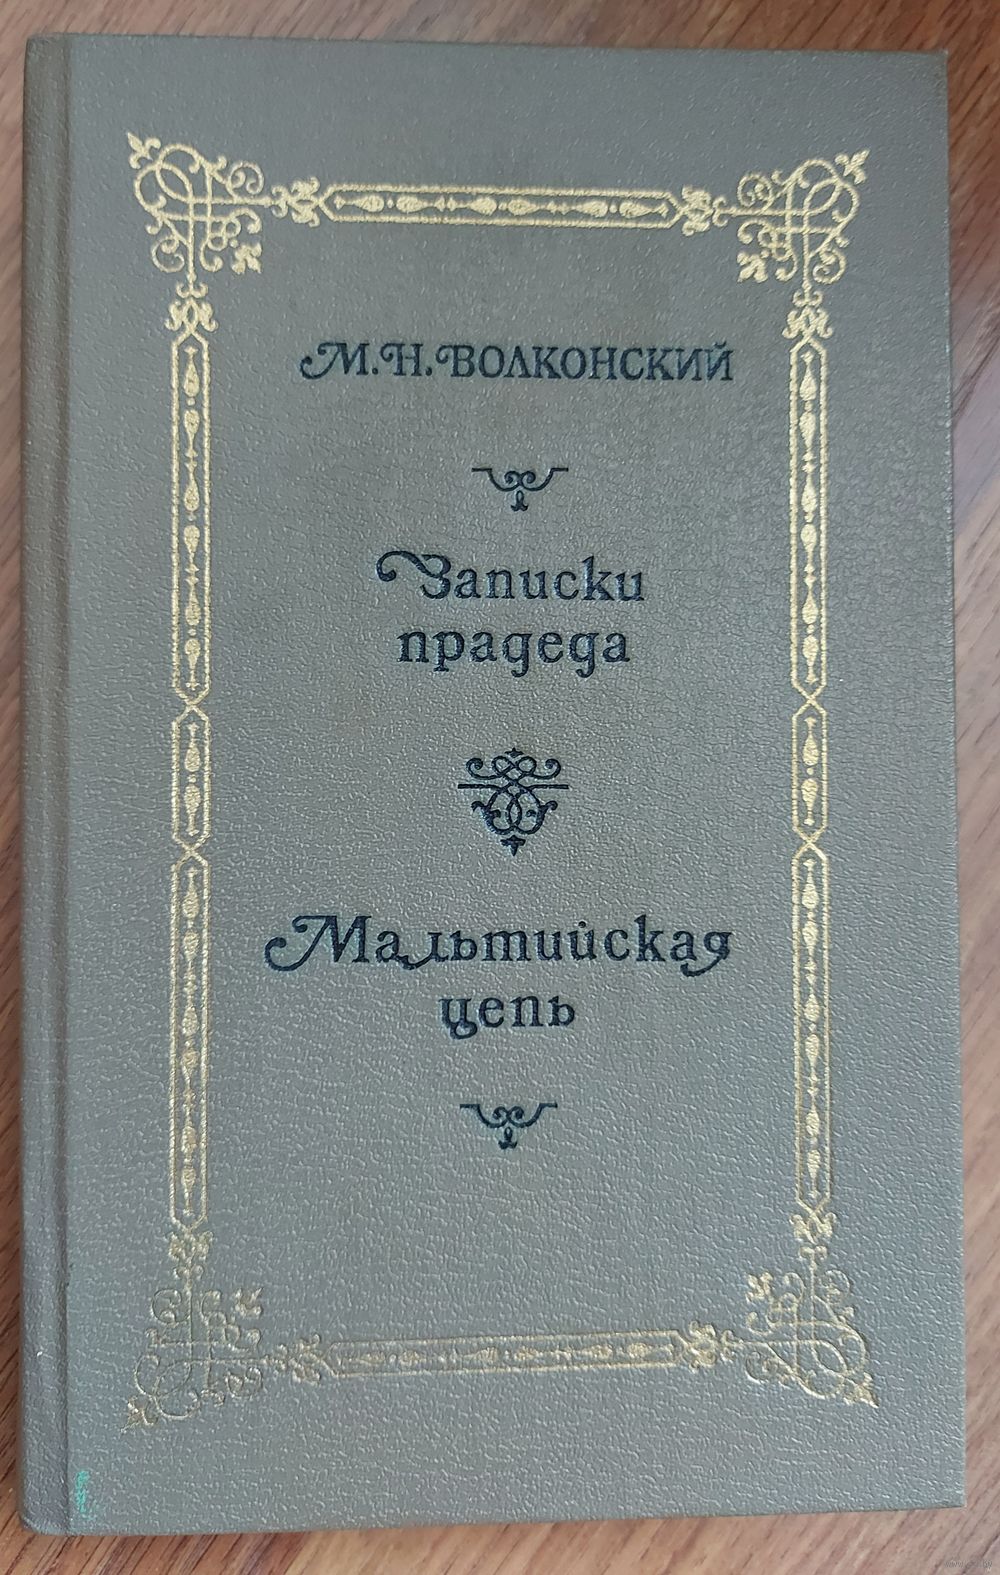 М.Н.ВОЛКОНСКИЙ
Записки
прадеда
Мальтийская
цепь